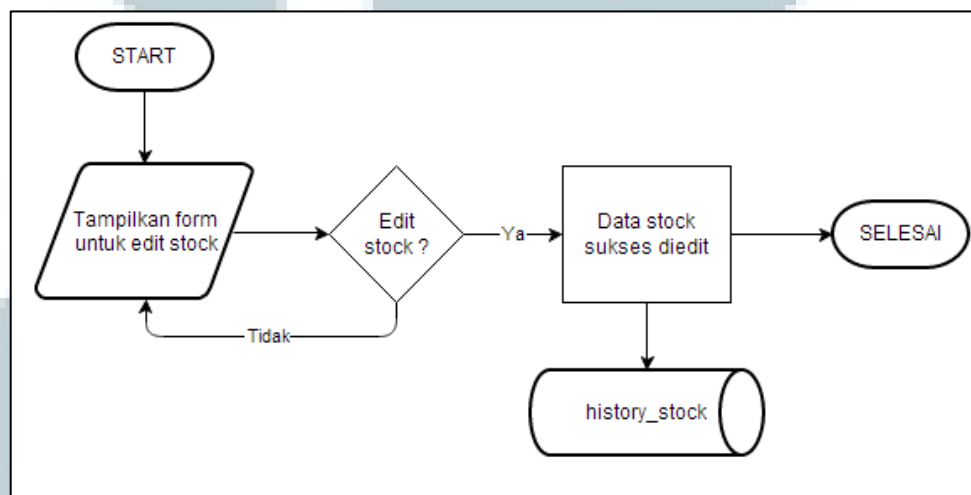 START
Tampilkan form
untuk edit stock
Edit
stock ?
Ya
Data stock
sukses diedit
SELESAI
Tidak
history_stock